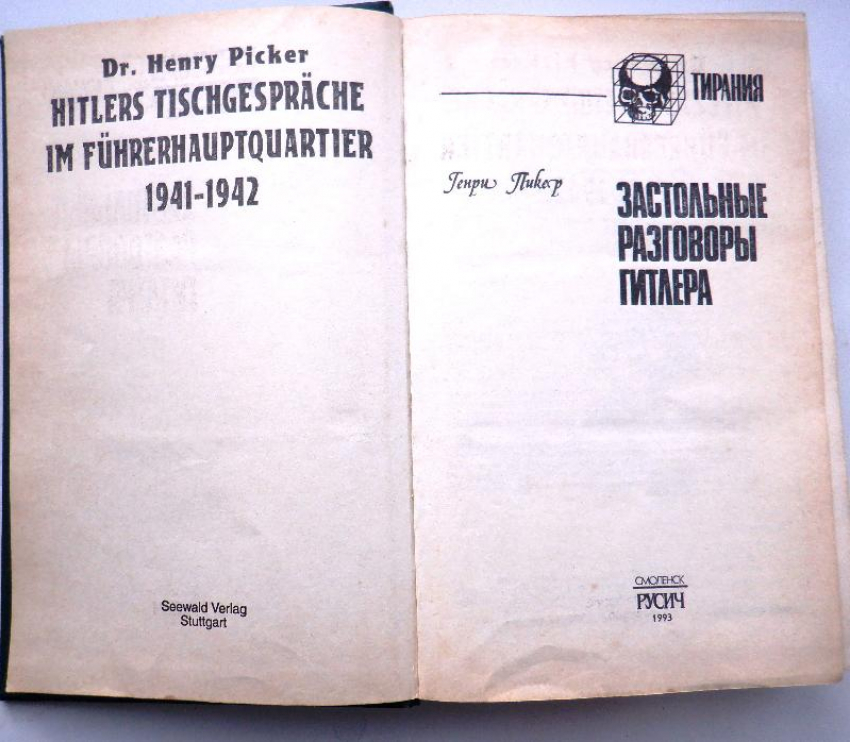 Dr. Henry Picker
HITLERS TISCHGESPRÄCHE
IM FÜHRERHAUPTQUARTIER
1941-1942
Seewald Verlag
Stuttgart
ТИРАНИЯ
Генри Пикер
ЗАСТОЛЬНЫЕ
РАЗГОВОРЫ
ГИТЛЕРА
СМОЛЕНСК
РУСИЧ
1993